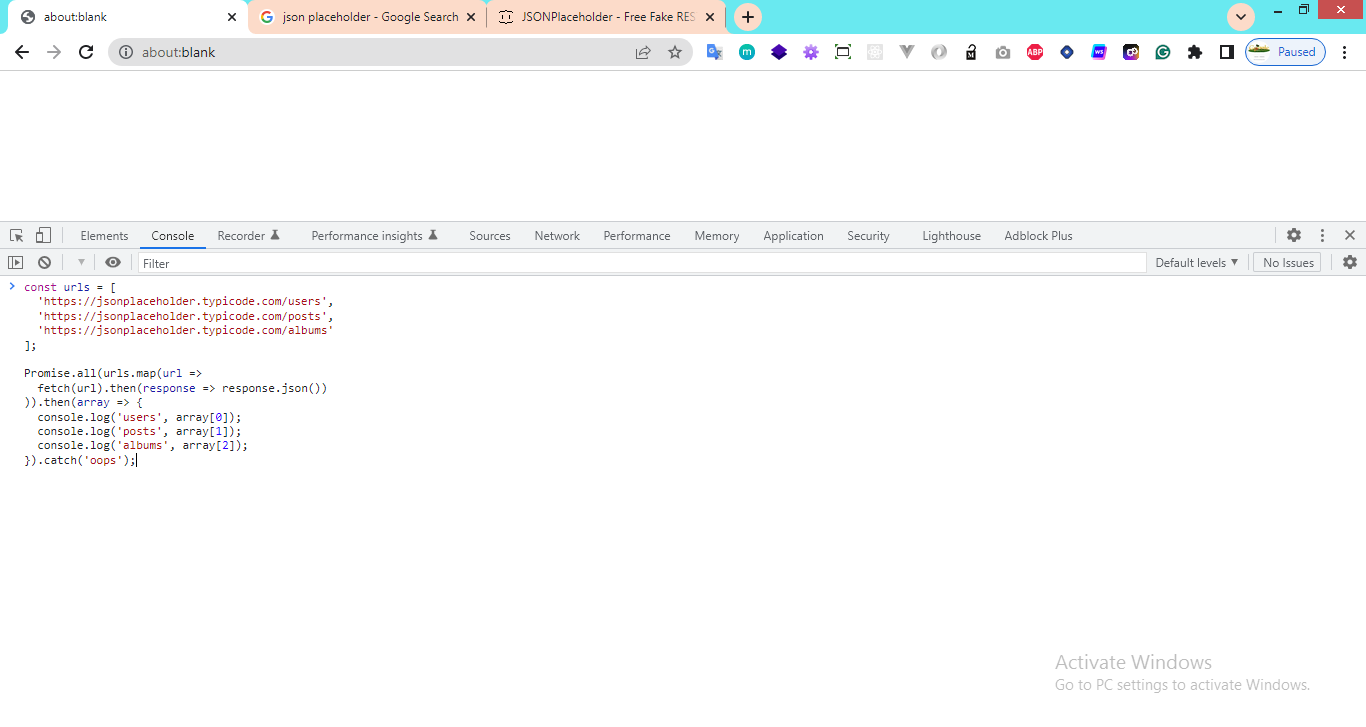 about:blank
json placeholder - Google Search
JSONPlaceholder - Free Fake RES
about:blank
Paused
Elements Console Recorder Performance insights Sources Network Performance Memory Application Security Lighthouse Adblock Plus
Filter
Default levels
No Issues
const urls = [
'https://jsonplaceholder.typicode.com/users',
'https://jsonplaceholder.typicode.com/posts',
'https://jsonplaceholder.typicode.com/albums'
];
Promise.all(urls.map(url =>
fetch(url).then(response => response.json())
)).then(array => {
console.log('users', array[0]);
console.log('posts', array[1]);
console.log('albums', array[2]);
}).catch('oops');
Activate Windows
Go to PC settings to activate Windows.